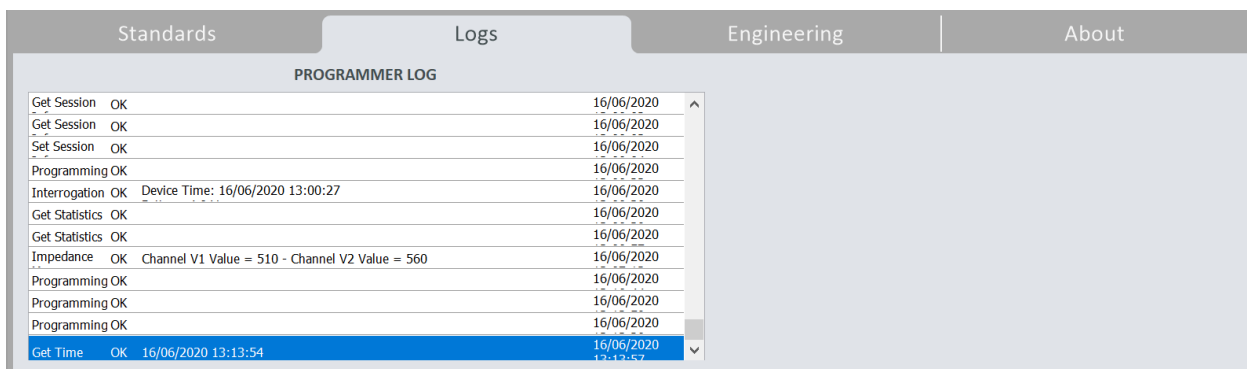 Standards Logs Engineering About
PROGRAMMER LOG
Get Session OK 16/06/2020
Get Session OK 16/06/2020
Set Session OK 16/06/2020
Programming OK 16/06/2020
Interrogation OK Device Time: 16/06/2020 13:00:27 16/06/2020
Get Statistics OK 16/06/2020
Get Statistics OK 16/06/2020
Impedance OK Channel V1 Value = 510 - Channel V2 Value = 560 16/06/2020
Programming OK 16/06/2020
Programming OK 16/06/2020
Programming OK 16/06/2020
Get Time OK 16/06/2020 13:13:54 16/06/2020
13:13:57